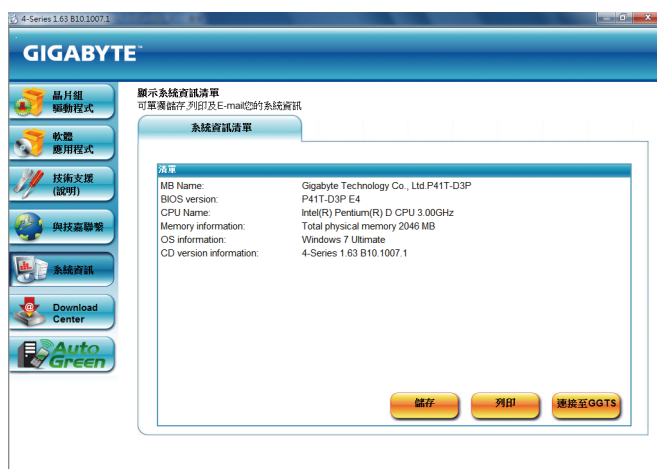 4-Series 1.63 B10.1007.1
GIGABYTE™
晶片組
驅動程式
軟體
應用程式
技術支援
(說明)
與技嘉聯繫
系統資訊
Download
Center
Auto
Green
顯示系統資訊清單
可單獨儲存,列印及E-mail您的系統資訊
系統資訊清單
清單
MB Name: Gigabyte Technology Co., Ltd.P41T-D3P
BIOS version: P41T-D3P E4
CPU Name: Intel(R) Pentium(R) D CPU 3.00GHz
Memory information: Total physical memory 2046 MB
OS information: Windows 7 Ultimate
CD version information: 4-Series 1.63 B10.1007.1
儲存
列印
連接至GGTS